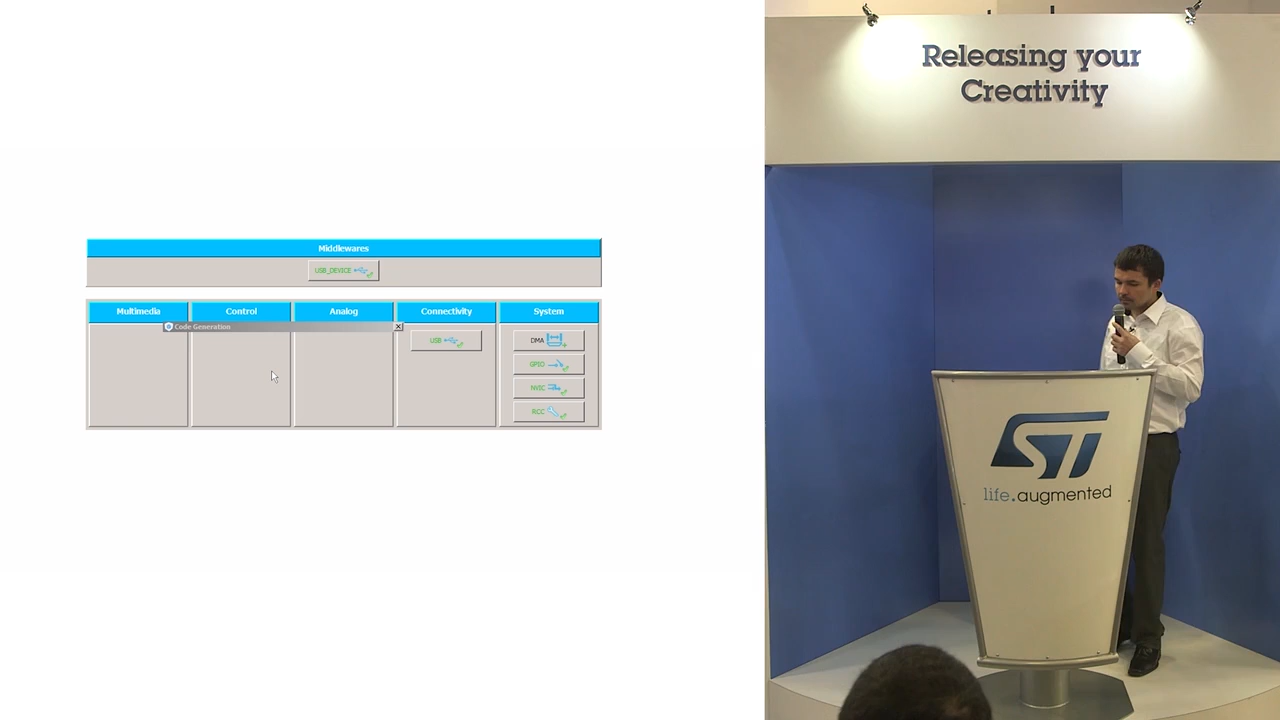 Middlewares
USB_DEVICE
Multimedia
Control
Analog
Connectivity
System
Code Generation
USB
DMA
GPIO
NVIC
RCC
Releasing your
Creativity
ST
life.augmented